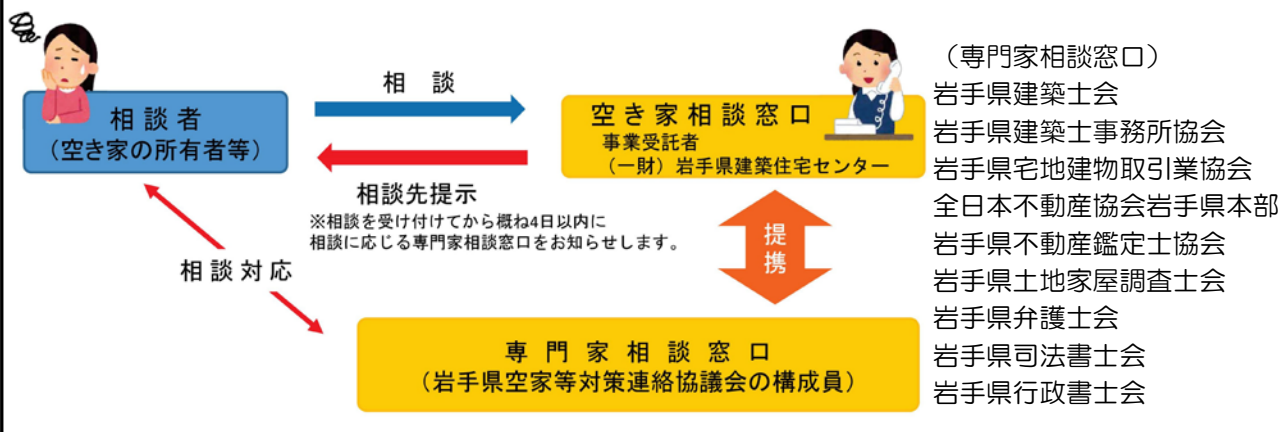 相談者
（空き家の所有者等）
相　談
空き家相談窓口
事業受託者
（一財）岩手県建築住宅センター
相談先提示
※相談を受け付けてから概ね4日以内に
相談に応じる専門家相談窓口をお知らせします。
提携
相談対応
専門家相談窓口
（岩手県空家等対策連絡協議会の構成員）
（専門家相談窓口）
岩手県建築士会
岩手県建築士事務所協会
岩手県宅地建物取引業協会
全日本不動産協会岩手県本部
岩手県不動産鑑定士協会
岩手県土地家屋調査士会
岩手県弁護士会
岩手県司法書士会
岩手県行政書士会